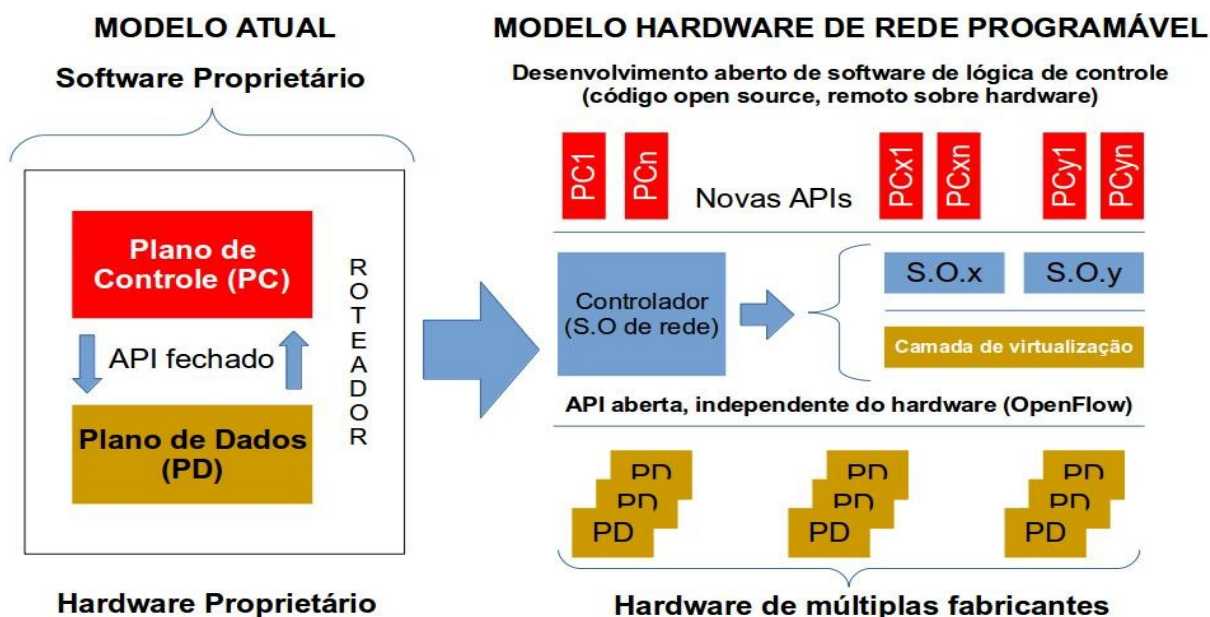 MODELO ATUAL
Software Proprietário
Plano de
Controle (PC)
API fechado
Plano de Dados
(PD)
ROTEADOR
Hardware Proprietário
MODELO HARDWARE DE REDE PROGRAMÁVEL
Desenvolvimento aberto de software de lógica de controle
(código open source, remoto sobre hardware)
PC1
PCn
Novas APIs
PCx1
PCxn
PCy1
PCyn
Controlador
(S.O de rede)
S.O.x
S.O.y
Camada de virtualização
API aberta, independente do hardware (OpenFlow)
PD
PD
PD
PD
PD
PD
PD
PD
PD
Hardware de múltiplas fabricantes